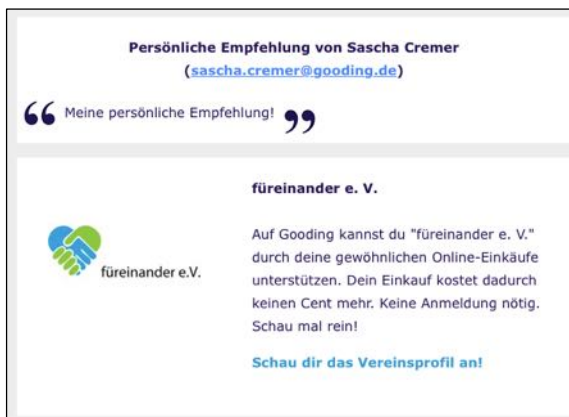 Persönliche Empfehlung von Sascha Cremer
(sascha.cremer@gooding.de)
“ Meine persönliche Empfehlung! ”
füreinander e. V.
füreinander e.V.
Auf Gooding kannst du "füreinander e. V."
durch deine gewöhnlichen Online-Einkäufe
unterstützen. Dein Einkauf kostet dadurch
keinen Cent mehr. Keine Anmeldung nötig.
Schau mal rein!
Schau dir das Vereinsprofil an!